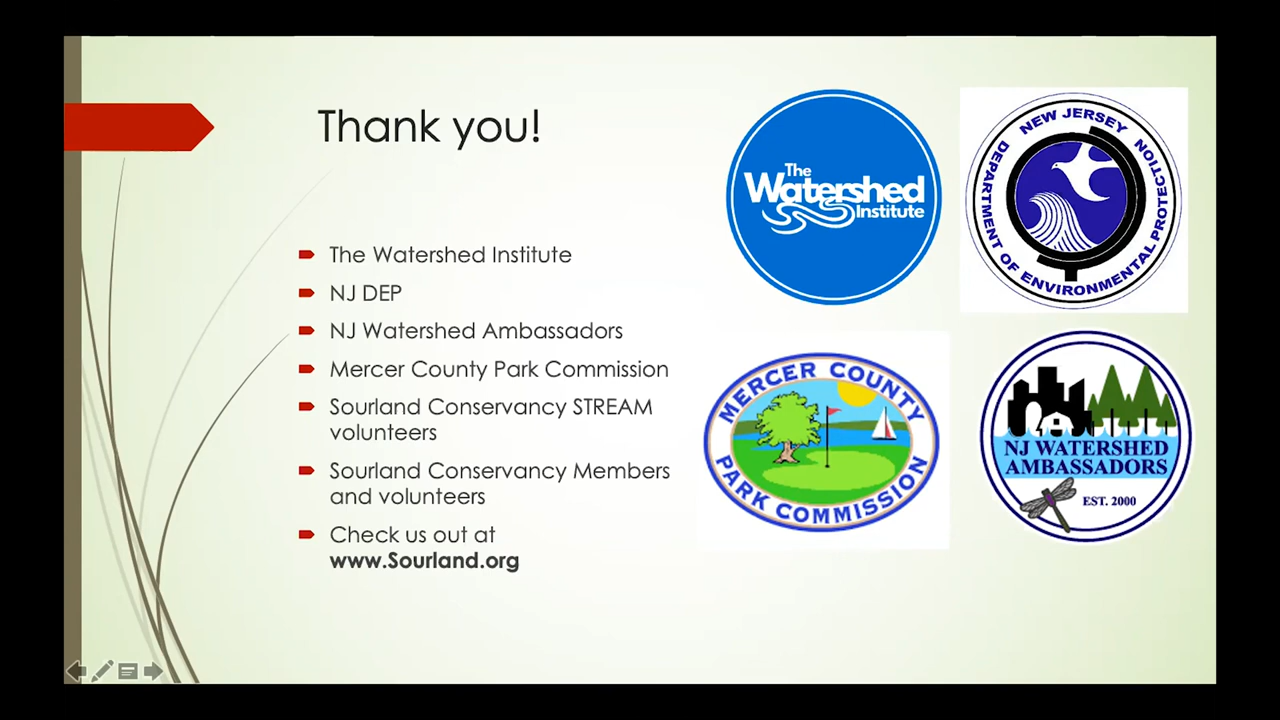 Thank you!
The Watershed Institute
NJ DEP
NJ Watershed Ambassadors
Mercer County Park Commission
Sourland Conservancy STREAM
volunteers
Sourland Conservancy Members
and volunteers
Check us out at
www.Sourland.org
The
Watershed
Institute
NEW JERSEY
DEPARTMENT OF ENVIRONMENTAL PROTECTION
MERCER COUNTY
PARK COMMISSION
NJ WATERSHED
AMBASSADORS
EST. 2000